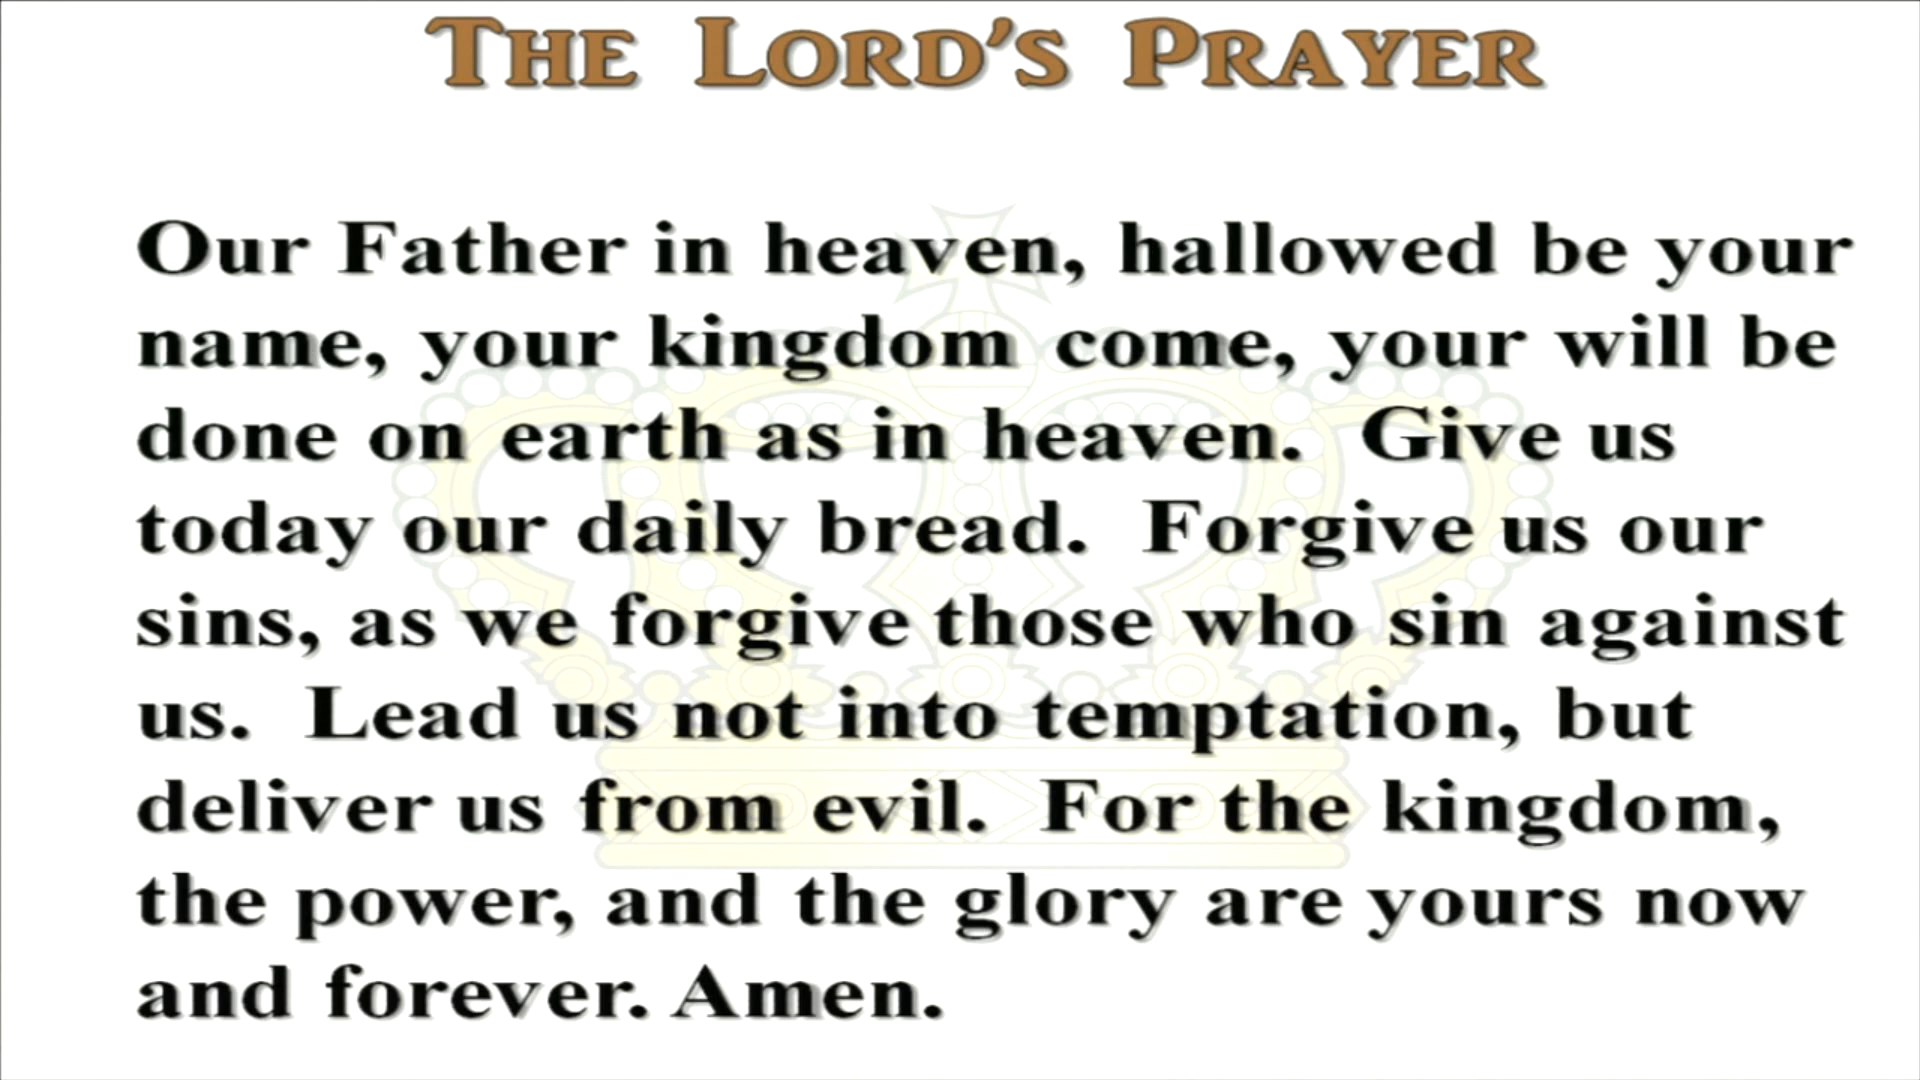 The Lord's Prayer
Our Father in heaven, hallowed be your
name, your kingdom come, your will be
done on earth as in heaven.  Give us
today our daily bread.  Forgive us our
sins, as we forgive those who sin against
us.  Lead us not into temptation, but
deliver us from evil.  For the kingdom,
the power, and the glory are yours now
and forever. Amen.